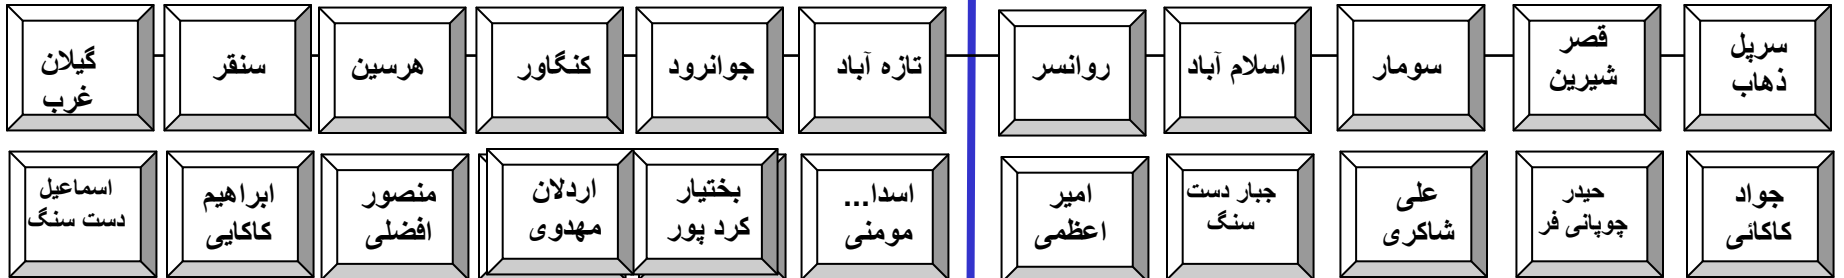 سرپل
ذهاب
قصر
شیرین
سومار
اسلام آباد
روانسر
تازه آباد
جوانرود
کنگاور
هرسین
سنقر
گیلان
غرب
جواد
کاکائی
حیدر
چوپانی فر
علی
شاکری
جبار دست
سنگ
امیر
اعظمی
اسدا...
مومنی
بختیار
کرد پور
اردلان
مهدوی
منصور
افضلی
ابراهیم
کاکایی
اسماعیل
دست سنگ